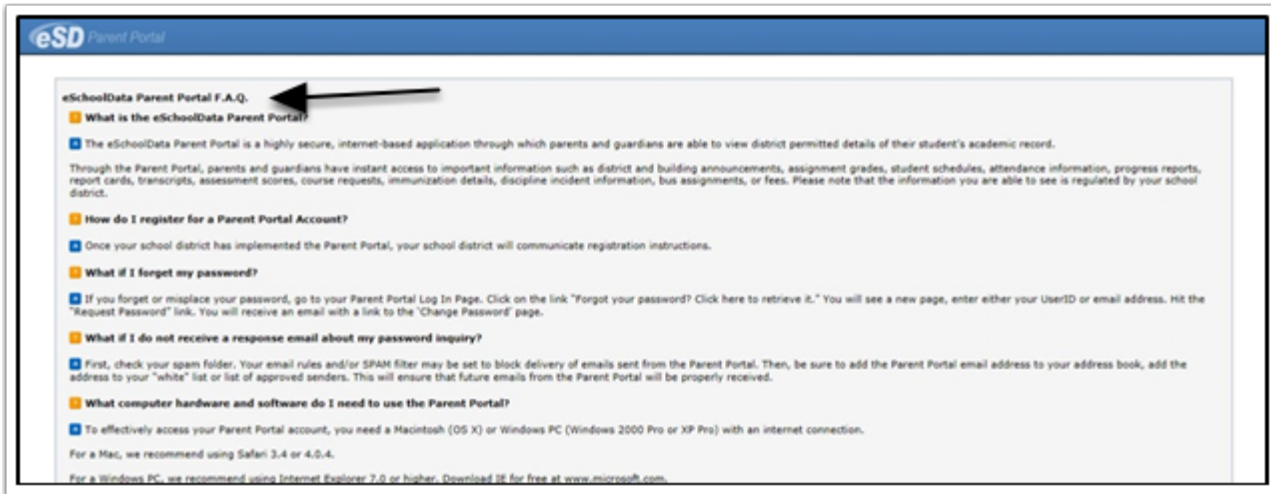 eSD Parent Portal
eSchoolData Parent Portal F.A.Q.
What is the eSchoolData Parent Portal?
The eSchoolData Parent Portal is a highly secure, internet-based application through which parents and guardians are able to view district permitted details of their student's academic record.
Through the Parent Portal, parents and guardians have instant access to important information such as district and building announcements, assignment grades, student schedules, attendance information, progress reports,
report cards, transcripts, assessment scores, course requests, immunization details, discipline incident information, bus assignments, or fees. Please note that the information you are able to see is regulated by your school
district.
How do I register for a Parent Portal Account?
Once your school district has implemented the Parent Portal, your school district will communicate registration instructions.
What if I forget my password?
If you forget or misplace your password, go to your Parent Portal Log In Page. Click on the link "Forgot your password? Click here to retrieve it." You will see a new page, enter either your UserID or email address. Hit the
"Request Password" link. You will receive an email with a link to the 'Change Password' page.
What if I do not receive a response email about my password inquiry?
First, check your spam folder. Your email rules and/or SPAM filter may be set to block delivery of emails sent from the Parent Portal. Then, be sure to add the Parent Portal email address to your address book, add the
address to your "white" list or list of approved senders. This will ensure that future emails from the Parent Portal will be properly received.
What computer hardware and software do I need to use the Parent Portal?
To effectively access your Parent Portal account, you need a Macintosh (OS X) or Windows PC (Windows 2000 Pro or XP Pro) with an internet connection.
For a Mac, we recommend using Safari 3.4 or 4.0.4.
For a Windows PC, we recommend using Internet Explorer 7.0 or higher. Download IE for free at www.microsoft.com.